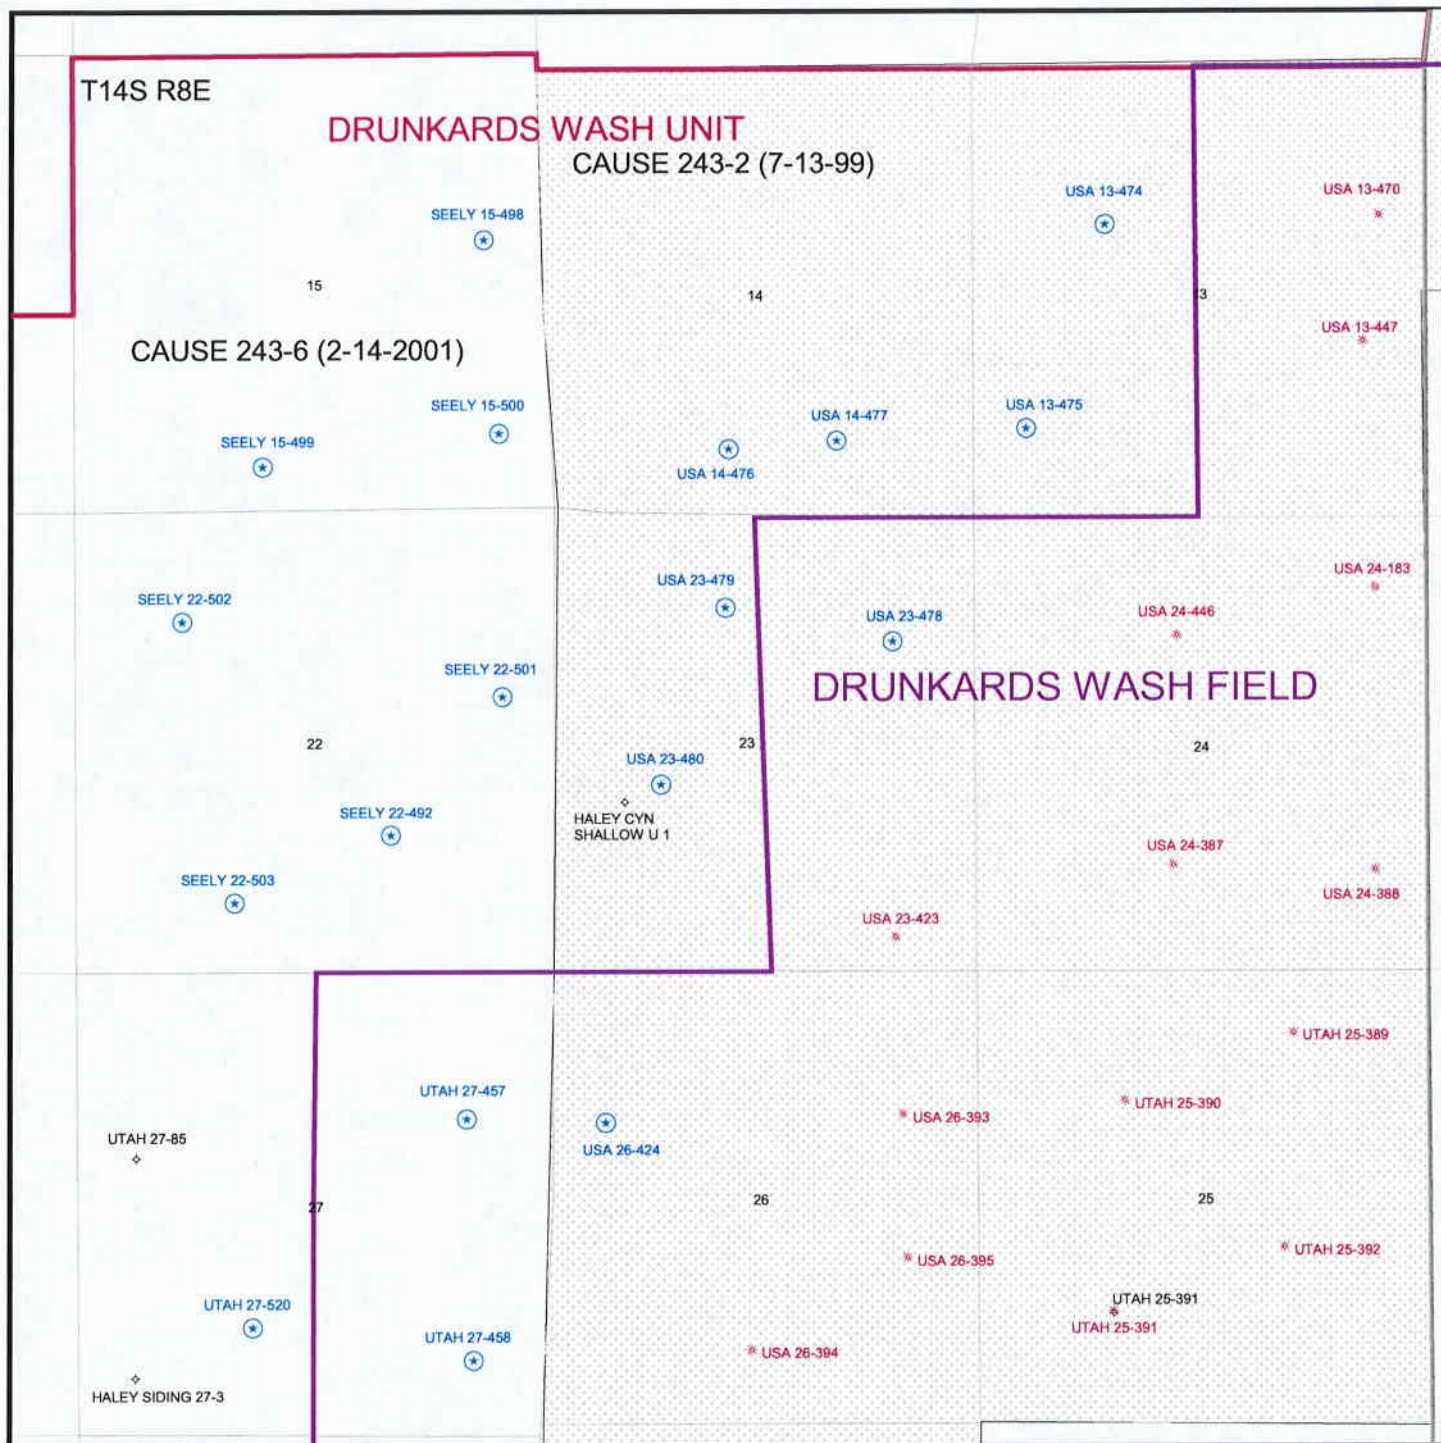 T14S R8E
DRUNKARDS WASH UNIT
CAUSE 243-2 (7-13-99)
USA 13-474
USA 13-470
SEELY 15-498
15
14
13
USA 13-447
CAUSE 243-6 (2-14-2001)
SEELY 15-500
SEELY 15-499
USA 14-477
USA 13-475
USA 14-476
USA 24-183
USA 23-479
SEELY 22-502
USA 23-478
USA 24-446
SEELY 22-501
DRUNKARDS WASH FIELD
22
23
24
USA 23-480
HALEY CYN
SHALLOW U 1
SEELY 22-492
USA 24-387
SEELY 22-503
USA 24-388
USA 23-423
UTAH 25-389
UTAH 27-457
UTAH 25-390
USA 26-393
UTAH 27-85
USA 26-424
27
26
25
UTAH 25-392
USA 26-395
UTAH 27-520
UTAH 25-391
UTAH 25-391
UTAH 27-458
USA 26-394
HALEY SIDING 27-3